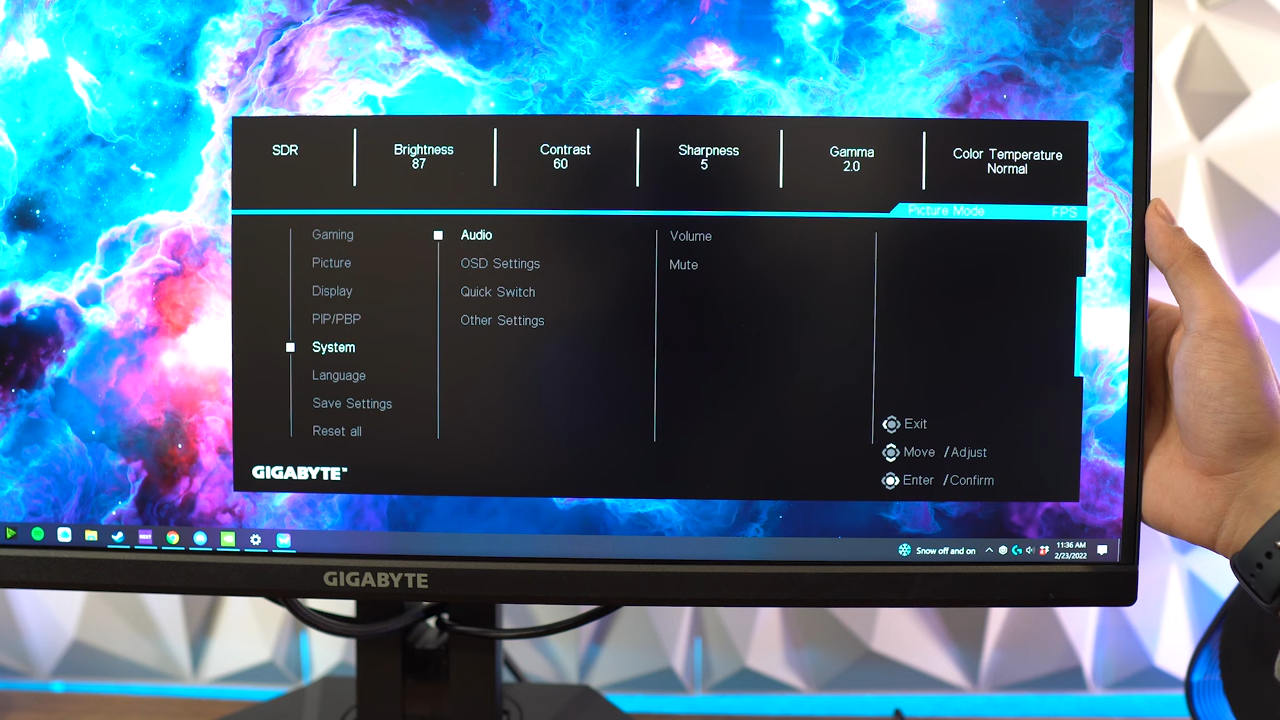 SDR
Brightness
87
Contrast
60
Sharpness
5
Gamma
2.0
Color Temperature
Normal
Picture Mode FPS
Gaming
Picture
Display
PIP/PBP
System
Language
Save Settings
Reset all
Audio
OSD Settings
Quick Switch
Other Settings
Volume
Mute
Exit
Move /Adjust
Enter /Confirm
GIGABYTE™
Snow off and on
11:36 AM
2/23/2022
GIGABYTE